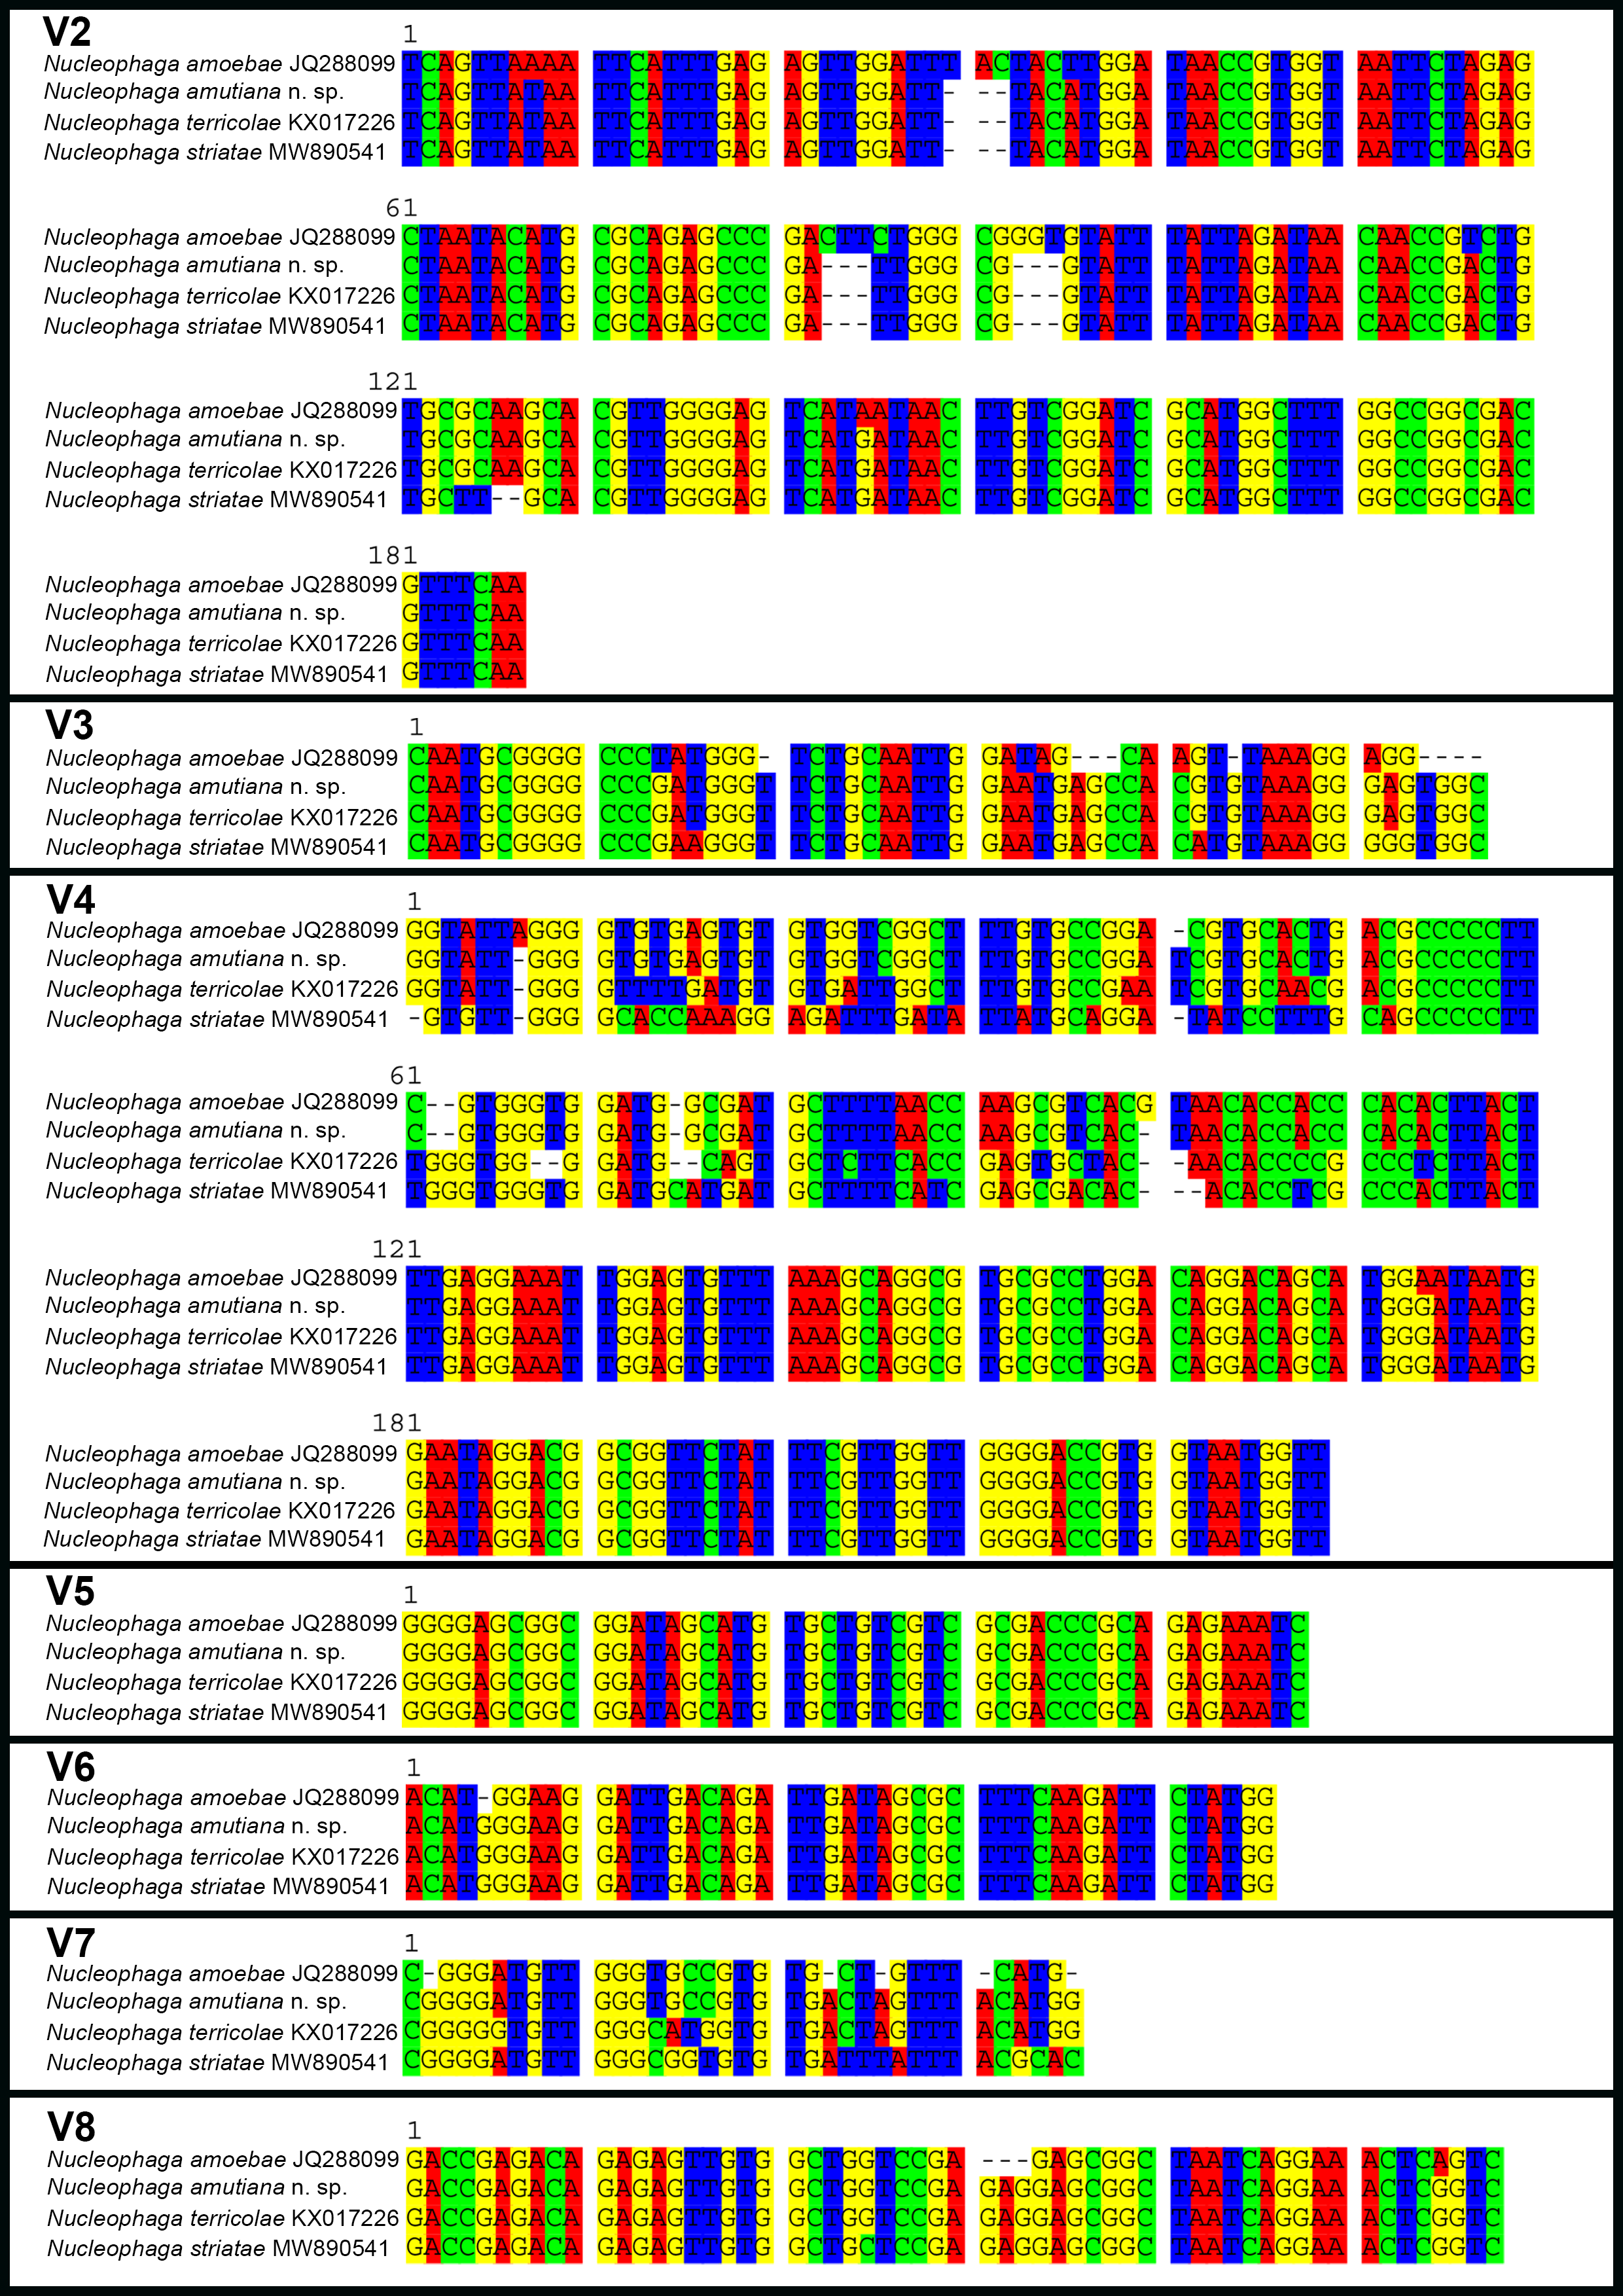 V2
1
Nucleophaga amoebae JQ288099 TCAGTTAAAA TTCATTTGAG AGTTGGATTT ACTACTTGGA TAACCGTGGT AATTCTAGAG
Nucleophaga amutiana n. sp. TCAGTTATAA TTCATTTGAG AGTTGGATT- --TACATGGA TAACCGTGGT AATTCTAGAG
Nucleophaga terricolae KX017226 TCAGTTATAA TTCATTTGAG AGTTGGATT- --TACATGGA TAACCGTGGT AATTCTAGAG
Nucleophaga striatae MW890541 TCAGTTATAA TTCATTTGAG AGTTGGATT- --TACATGGA TAACCGTGGT AATTCTAGAG
61
Nucleophaga amoebae JQ288099 CTAATACATG CGCAGAGCCC GACTTCTGGG CGGGTGTATT TATTAGATAA CAACCGTCTG
Nucleophaga amutiana n. sp. CTAATACATG CGCAGAGCCC GA---TTGGG CG---GTATT TATTAGATAA CAACCGACTG
Nucleophaga terricolae KX017226 CTAATACATG CGCAGAGCCC GA---TTGGG CG---GTATT TATTAGATAA CAACCGACTG
Nucleophaga striatae MW890541 CTAATACATG CGCAGAGCCC GA---TTGGG CG---GTATT TATTAGATAA CAACCGACTG
121
Nucleophaga amoebae JQ288099 TGCGCAAGCA CGTTGGGGAG TCATAATAAC TTGTCGGATC GCATGGCTTT GGCCGGCGAC
Nucleophaga amutiana n. sp. TGCGCAAGCA CGTTGGGGAG TCATGATAAC TTGTCGGATC GCATGGCTTT GGCCGGCGAC
Nucleophaga terricolae KX017226 TGCGCAAGCA CGTTGGGGAG TCATGATAAC TTGTCGGATC GCATGGCTTT GGCCGGCGAC
Nucleophaga striatae MW890541 TGCTT--GCA CGTTGGGGAG TCATGATAAC TTGTCGGATC GCATGGCTTT GGCCGGCGAC
181
Nucleophaga amoebae JQ288099 GTTTCAA
Nucleophaga amutiana n. sp. GTTTCAA
Nucleophaga terricolae KX017226 GTTTCAA
Nucleophaga striatae MW890541 GTTTCAA
V3
1
Nucleophaga amoebae JQ288099 CAATGCGGGG CCCTATGGG- TCTGCAATTG GATAG---CA AGT-TAAAGG AGG----
Nucleophaga amutiana n. sp. CAATGCGGGG CCCGATGGGT TCTGCAATTG GAATGAGCCA CGTGTAAAGG GAGTGGC
Nucleophaga terricolae KX017226 CAATGCGGGG CCCGATGGGT TCTGCAATTG GAATGAGCCA CGTGTAAAGG GAGTGGC
Nucleophaga striatae MW890541 CAATGCGGGG CCCGAAGGGT TCTGCAATTG GAATGAGCCA CATGTAAAGG GGGTGGC
V4
1
Nucleophaga amoebae JQ288099 GGTATTAGGG GTGTGAGTGT GTGGTCGGCT TTGTGCCGGA -CGTGCACTG ACGCCCCCTT
Nucleophaga amutiana n. sp. GGTATT-GGG GTGTGAGTGT GTGGTCGGCT TTGTGCCGGA TCGTGCACTG ACGCCCCCTT
Nucleophaga terricolae KX017226 GGTATT-GGG GTTTTGATGT GTGATTGGCT TTGTGCCGAA TCGTGCAACG ACGCCCCCTT
Nucleophaga striatae MW890541 -GTGTT-GGG GCACCAAAGG AGATTTGATA TTATGCAGGA -TATCCTTTG CAGCCCCCTT
61
Nucleophaga amoebae JQ288099 C--GTGGGTG GATG-GCGAT GCTTTTAACC AAGCGTCACG TAACACCACC CACACTTACT
Nucleophaga amutiana n. sp. C--GTGGGTG GATG-GCGAT GCTTTTAACC AAGCGTCAC- TAACACCACC CACACTTACT
Nucleophaga terricolae KX017226 TGGGTGG--G GATG--CAGT GCTCTTCACC GAGTGCTAC- -AACACCCCG CCCTCTTACT
Nucleophaga striatae MW890541 TGGGTGGGTG GATGCATGAT GCTTTTCATC GAGCGACAC- --ACACCTCG CCCACTTACT
121
Nucleophaga amoebae JQ288099 TTGAGGAAAT TGGAGTGTTT AAAGCAGGCG TGCGCCTGGA CAGGACAGCA TGGAATAATG
Nucleophaga amutiana n. sp. TTGAGGAAAT TGGAGTGTTT AAAGCAGGCG TGCGCCTGGA CAGGACAGCA TGGGATAATG
Nucleophaga terricolae KX017226 TTGAGGAAAT TGGAGTGTTT AAAGCAGGCG TGCGCCTGGA CAGGACAGCA TGGGATAATG
Nucleophaga striatae MW890541 TTGAGGAAAT TGGAGTGTTT AAAGCAGGCG TGCGCCTGGA CAGGACAGCA TGGGATAATG
181
Nucleophaga amoebae JQ288099 GAATAGGACG GCGGTTCTAT TTCGTTGGTT GGGGACCGTG GTAATGGTT
Nucleophaga amutiana n. sp. GAATAGGACG GCGGTTCTAT TTCGTTGGTT GGGGACCGTG GTAATGGTT
Nucleophaga terricolae KX017226 GAATAGGACG GCGGTTCTAT TTCGTTGGTT GGGGACCGTG GTAATGGTT
Nucleophaga striatae MW890541 GAATAGGACG GCGGTTCTAT TTCGTTGGTT GGGGACCGTG GTAATGGTT
V5
1
Nucleophaga amoebae JQ288099 GGGGAGCGGC GGATAGCATG TGCTGTCGTC GCGACCCGCA GAGAAATC
Nucleophaga amutiana n. sp. GGGGAGCGGC GGATAGCATG TGCTGTCGTC GCGACCCGCA GAGAAATC
Nucleophaga terricolae KX017226 GGGGAGCGGC GGATAGCATG TGCTGTCGTC GCGACCCGCA GAGAAATC
Nucleophaga striatae MW890541 GGGGAGCGGC GGATAGCATG TGCTGTCGTC GCGACCCGCA GAGAAATC
V6
1
Nucleophaga amoebae JQ288099 ACAT-GGAAG GATTGACAGA TTGATAGCGC TTTCAAGATT CTATGG
Nucleophaga amutiana n. sp. ACATGGGAAG GATTGACAGA TTGATAGCGC TTTCAAGATT CTATGG
Nucleophaga terricolae KX017226 ACATGGGAAG GATTGACAGA TTGATAGCGC TTTCAAGATT CTATGG
Nucleophaga striatae MW890541 ACATGGGAAG GATTGACAGA TTGATAGCGC TTTCAAGATT CTATGG
V7
1
Nucleophaga amoebae JQ288099 C-GGGATGTT GGGTGCCGTG TG-CT-GTTT -CATG-
Nucleophaga amutiana n. sp. CGGGGATGTT GGGTGCCGTG TGACTAGTTT ACATGG
Nucleophaga terricolae KX017226 CGGGGGTGTT GGGCATGGTG TGACTAGTTT ACATGG
Nucleophaga striatae MW890541 CGGGGATGTT GGGCGGTGTG TGATTTATTT ACGCAC
V8
1
Nucleophaga amoebae JQ288099 GACCGAGACA GAGAGTTGTG GCTGGTCCGA ---GAGCGGC TAATCAGGAA ACTCAGTC
Nucleophaga amutiana n. sp. GACCGAGACA GAGAGTTGTG GCTGGTCCGA GAGGAGCGGC TAATCAGGAA ACTCGGTC
Nucleophaga terricolae KX017226 GACCGAGACA GAGAGTTGTG GCTGGTCCGA GAGGAGCGGC TAATCAGGAA ACTCGGTC
Nucleophaga striatae MW890541 GACCGAGACA GAGAGTTGTG GCTGCTCCGA GAGGAGCGGC TAATCAGGAA ACTCGGTC